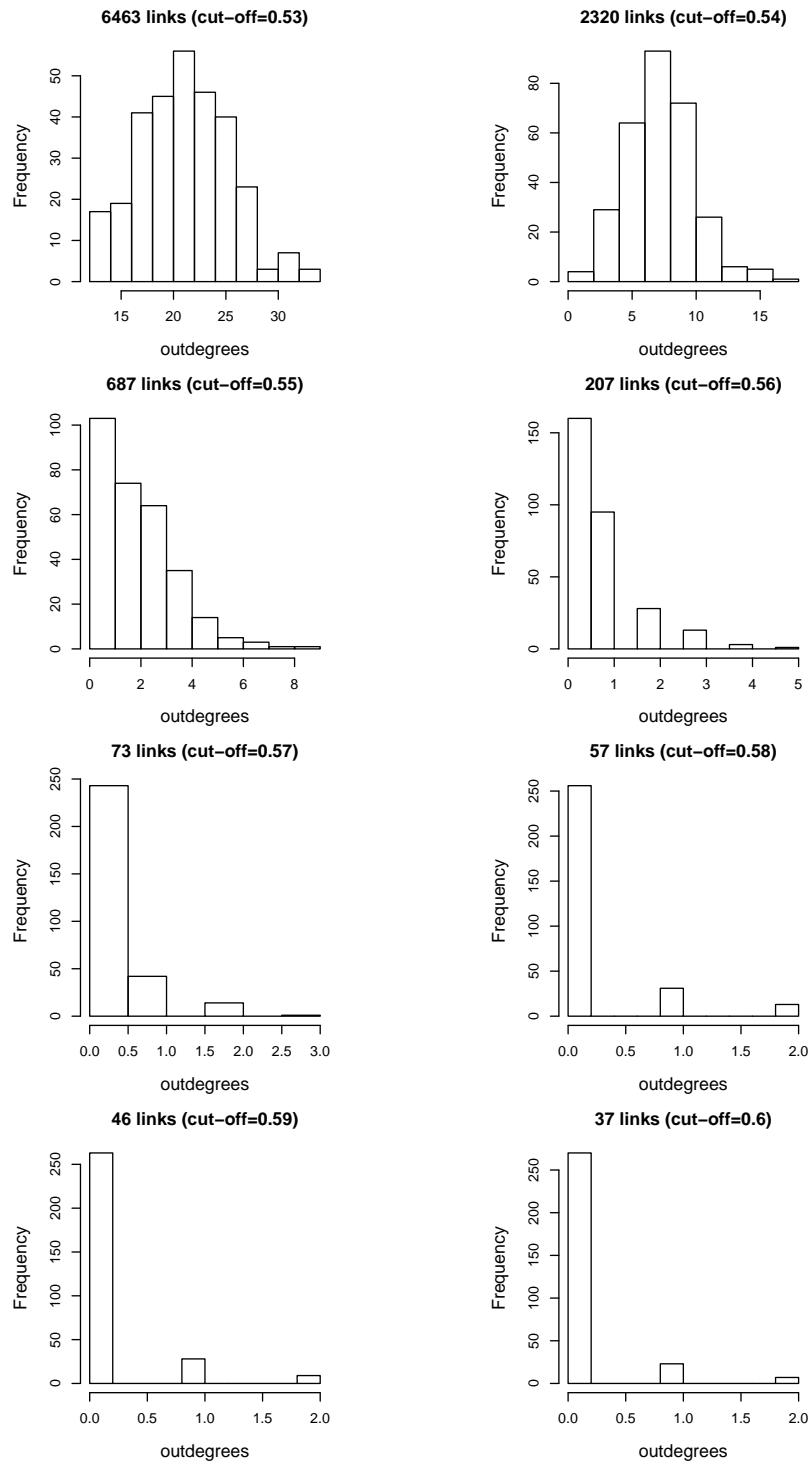 6463 links (cut−off=0.53)
Frequency
0 10 20 30 40 50
15 20 25 30
outdegrees
2320 links (cut−off=0.54)
Frequency
0 20 40 60 80
0 5 10 15
outdegrees
687 links (cut−off=0.55)
Frequency
0 20 40 60 80 100
0 2 4 6 8
outdegrees
207 links (cut−off=0.56)
Frequency
0 50 100 150
0 1 2 3 4 5
outdegrees
73 links (cut−off=0.57)
Frequency
0 50 100 150 200 250
0.0 0.5 1.0 1.5 2.0 2.5 3.0
outdegrees
57 links (cut−off=0.58)
Frequency
0 50 100 150 200 250
0.0 0.5 1.0 1.5 2.0
outdegrees
46 links (cut−off=0.59)
Frequency
0 50 100 150 200 250
0.0 0.5 1.0 1.5 2.0
outdegrees
37 links (cut−off=0.6)
Frequency
0 50 100 150 200 250
0.0 0.5 1.0 1.5 2.0
outdegrees